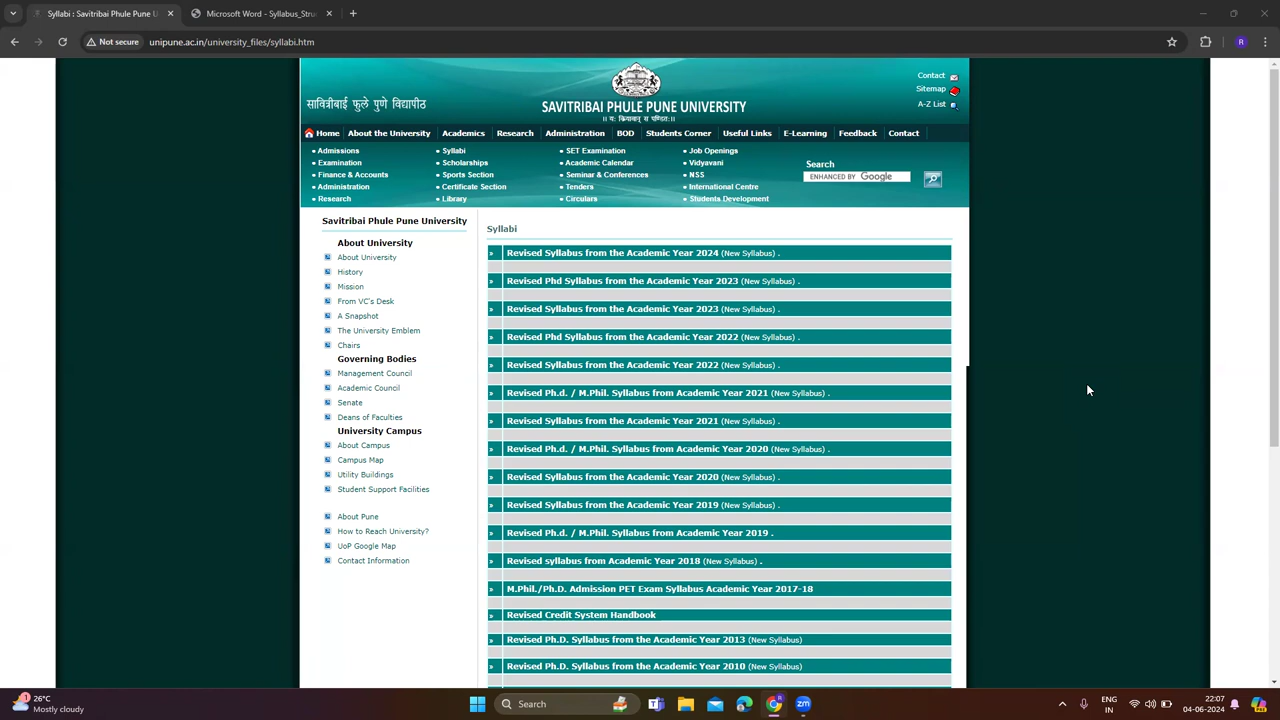 Syllabi : Savitribai Phule Pune U
Microsoft Word - Syllabus_Stru
Not secure
unipune.ac.in/university_files/syllabi.htm
R
सावित्रीबाई फुले पुणे विद्यापीठ
SAVITRIBAI PHULE PUNE UNIVERSITY
।। यः क्रियावान् स पण्डितः ।।
Contact
Sitemap
A-Z List
Home
About the University
Academics
Research
Administration
BOD
Students Corner
Useful Links
E-Learning
Feedback
Contact
Admissions
Syllabi
SET Examination
Job Openings
Examination
Scholarships
Academic Calendar
Vidyavani
Finance & Accounts
Sports Section
Seminar & Conferences
NSS
Administration
Certificate Section
Tenders
International Centre
Research
Library
Circulars
Students Development
Search
ENHANCED BY Google
Savitribai Phule Pune University
About University
About University
History
Mission
From VC's Desk
A Snapshot
The University Emblem
Chairs
Governing Bodies
Management Council
Academic Council
Senate
Deans of Faculties
University Campus
About Campus
Campus Map
Utility Buildings
Student Support Facilities
About Pune
How to Reach University?
UoP Google Map
Contact Information
Syllabi
» Revised Syllabus from the Academic Year 2024 (New Syllabus) .
» Revised Phd Syllabus from the Academic Year 2023 (New Syllabus) .
» Revised Syllabus from the Academic Year 2023 (New Syllabus) .
» Revised Phd Syllabus from the Academic Year 2022 (New Syllabus) .
» Revised Syllabus from the Academic Year 2022 (New Syllabus) .
» Revised Ph.d. / M.Phil. Syllabus from Academic Year 2021 (New Syllabus) .
» Revised Syllabus from the Academic Year 2021 (New Syllabus) .
» Revised Ph.d. / M.Phil. Syllabus from Academic Year 2020 (New Syllabus) .
» Revised Syllabus from the Academic Year 2020 (New Syllabus) .
» Revised Syllabus from the Academic Year 2019 (New Syllabus) .
» Revised Ph.d. / M.Phil. Syllabus from Academic Year 2019 .
» Revised syllabus from Academic Year 2018 (New Syllabus) .
» M.Phil./Ph.D. Admission PET Exam Syllabus Academic Year 2017-18
» Revised Credit System Handbook
» Revised Ph.D. Syllabus from the Academic Year 2013 (New Syllabus)
» Revised Ph.D. Syllabus from the Academic Year 2010 (New Syllabus)
1
26°C
Mostly cloudy
Search
zm
ENG
IN
22:07
04-06-2024